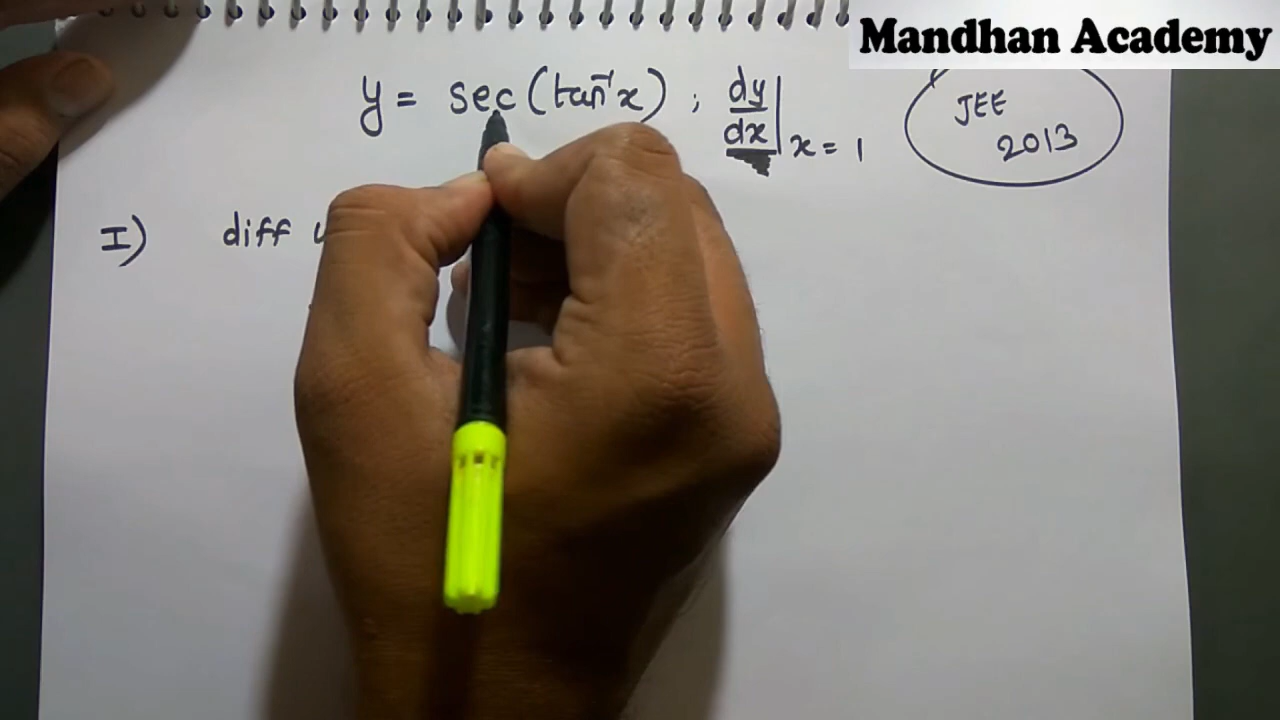 Mandhan Academy
y = sec (tan⁻¹x) ; dy/dx | x = 1
JEE
2013
I) diff